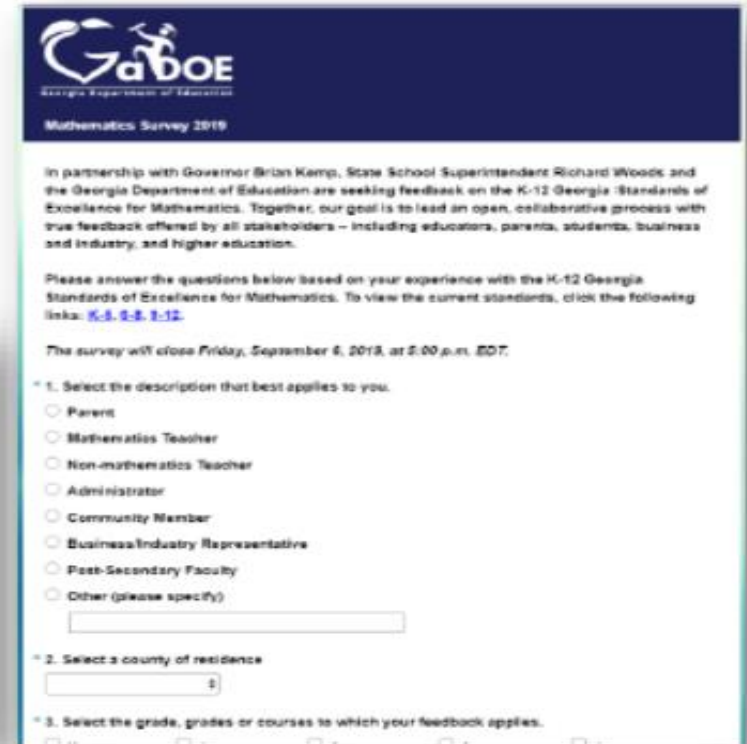 GaDOE
Georgia Department of Education
Mathematics Survey 2019
In partnership with Governor Brian Kemp, State School Superintendent Richard Woods and
the Georgia Department of Education are seeking feedback on the K-12 Georgia Standards of
Excellence for Mathematics. Together, our goal is to lead an open, collaborative process with
true feedback offered by all stakeholders – including educators, parents, students, business
and industry, and higher education.
Please answer the questions below based on your experience with the K-12 Georgia
Standards of Excellence for Mathematics. To view the current standards, click the following
links: K-5, 6-8, 9-12.
The survey will close Friday, September 6, 2019, at 5:00 p.m. EDT.
* 1. Select the description that best applies to you.
Parent
Mathematics Teacher
Non-mathematics Teacher
Administrator
Community Member
Business/Industry Representative
Post-Secondary Faculty
Other (please specify)
* 2. Select a county of residence
* 3. Select the grade, grades or courses to which your feedback applies.